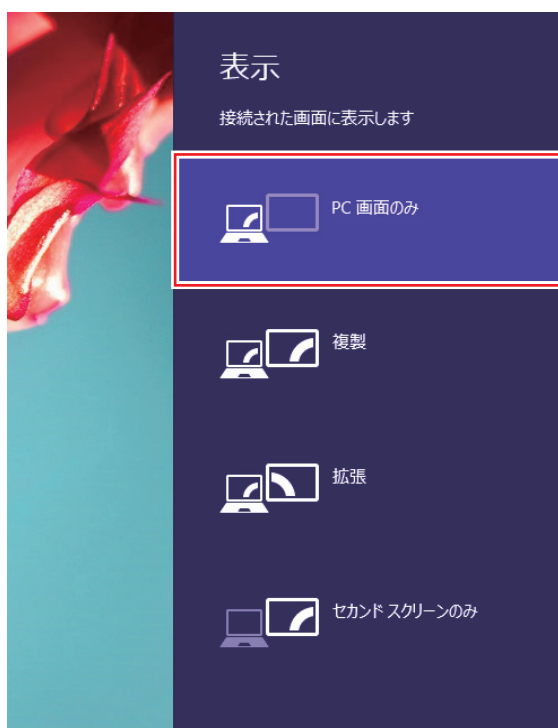 表示
接続された画面に表示します
PC 画面のみ
複製
拡張
セカンド スクリーンのみ